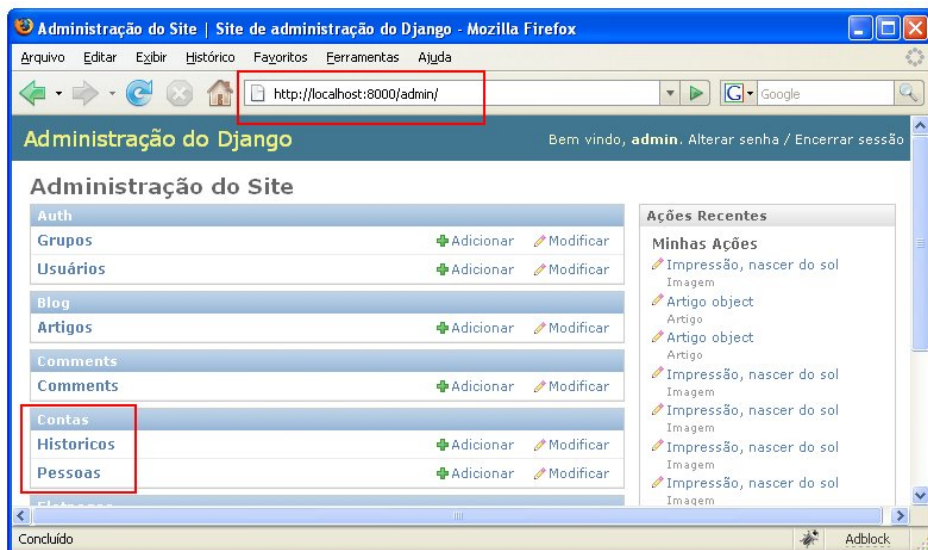 Administração do Site | Site de administração do Django - Mozilla Firefox
Arquivo Editar Exibir Histórico Favoritos Ferramentas Ajuda
http://localhost:8000/admin/
G Google
Administração do Django
Bem vindo, admin. Alterar senha / Encerrar sessão
Administração do Site
Auth
Grupos Adicionar Modificar
Usuários Adicionar Modificar
Blog
Artigos Adicionar Modificar
Comments
Comments Adicionar Modificar
Contas
Historicos Adicionar Modificar
Pessoas Adicionar Modificar
Ações Recentes
Minhas Ações
Impressão, nascer do sol
Imagem
Artigo object
Artigo
Artigo object
Artigo
Impressão, nascer do sol
Imagem
Impressão, nascer do sol
Imagem
Impressão, nascer do sol
Imagem
Impressão, nascer do sol
Imagem
Concluído
Adblock